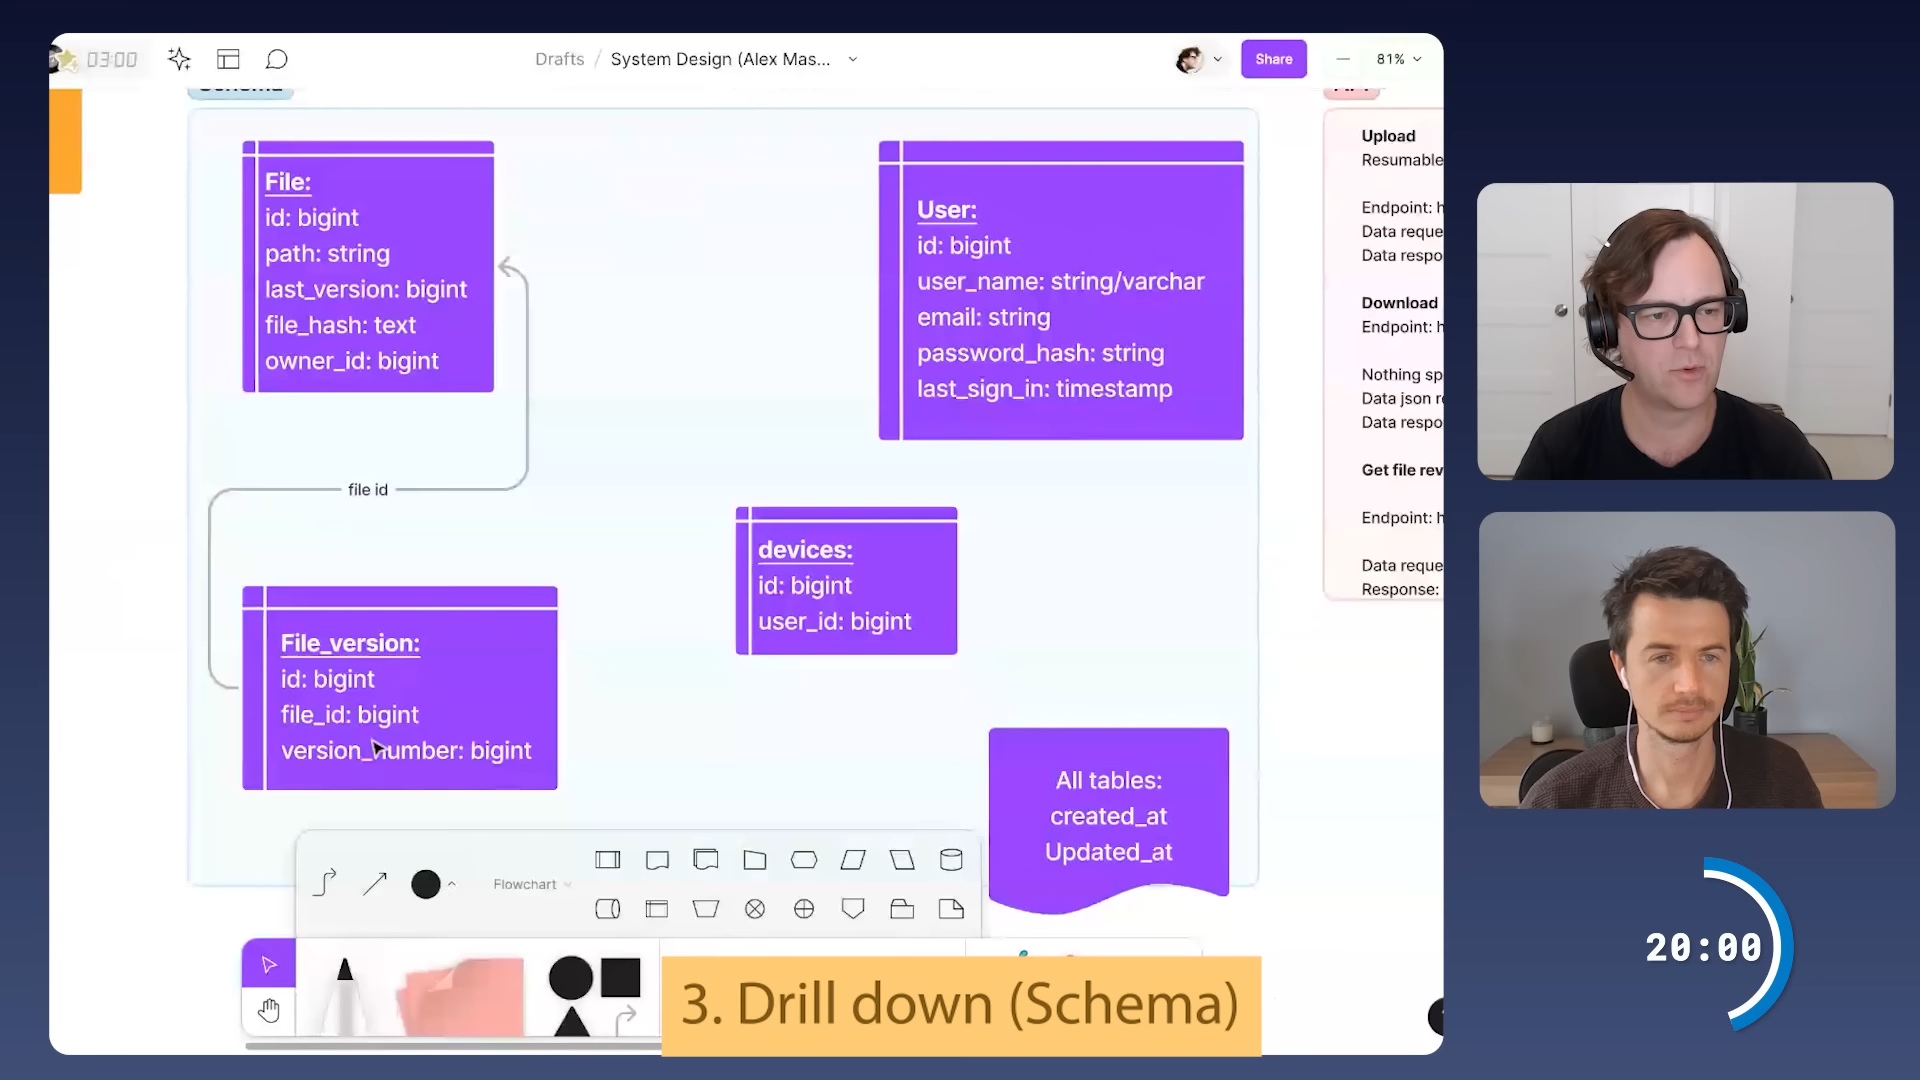 03:00
Drafts / System Design (Alex Mas...
Share
81%
Schema
API
File:
id: bigint
path: string
last_version: bigint
file_hash: text
owner_id: bigint
User:
id: bigint
user_name: string/varchar
email: string
password_hash: string
last_sign_in: timestamp
file id
devices:
id: bigint
user_id: bigint
File_version:
id: bigint
file_id: bigint
version_number: bigint
All tables:
created_at
Updated_at
Upload
Resumable
Endpoint: h
Data reque
Data respo
Download
Endpoint: h
Nothing sp
Data json r
Data respo
Get file rev
Endpoint: h
Data reque
Response:
Flowchart
3. Drill down (Schema)
20:00